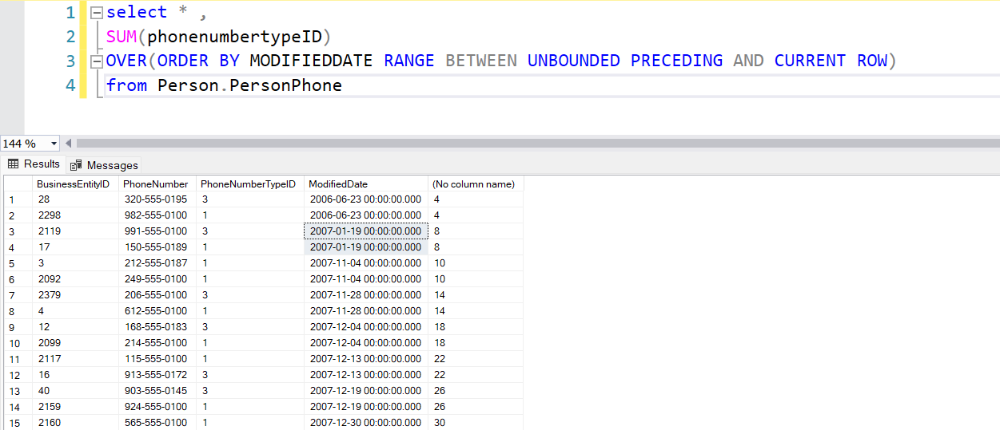 1 select * ,
2 SUM(phonenumbertypeID)
3 OVER(ORDER BY MODIFIEDDATE RANGE BETWEEN UNBOUNDED PRECEDING AND CURRENT ROW)
4 from Person.PersonPhone
144 %
Results Messages
BusinessEntityID PhoneNumber PhoneNumberTypeID ModifiedDate (No column name)
1 28 320-555-0195 3 2006-06-23 00:00:00.000 4
2 2298 982-555-0100 1 2006-06-23 00:00:00.000 4
3 2119 991-555-0100 3 2007-01-19 00:00:00.000 8
4 17 150-555-0189 1 2007-01-19 00:00:00.000 8
5 3 212-555-0187 1 2007-11-04 00:00:00.000 10
6 2092 249-555-0100 1 2007-11-04 00:00:00.000 10
7 2379 206-555-0100 3 2007-11-28 00:00:00.000 14
8 4 612-555-0100 1 2007-11-28 00:00:00.000 14
9 12 168-555-0183 3 2007-12-04 00:00:00.000 18
10 2099 214-555-0100 1 2007-12-04 00:00:00.000 18
11 2117 115-555-0100 1 2007-12-13 00:00:00.000 22
12 16 913-555-0172 3 2007-12-13 00:00:00.000 22
13 40 903-555-0145 3 2007-12-19 00:00:00.000 26
14 2159 924-555-0100 1 2007-12-19 00:00:00.000 26
15 2160 565-555-0100 1 2007-12-30 00:00:00.000 30